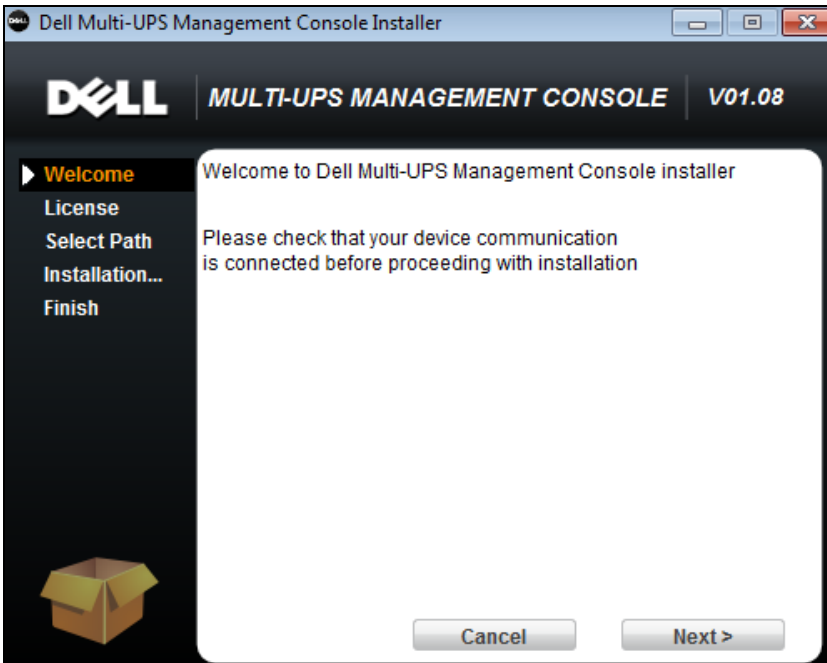 Dell Multi-UPS Management Console Installer
DELL MULTI-UPS MANAGEMENT CONSOLE V01.08
Welcome
License
Select Path
Installation...
Finish
Welcome to Dell Multi-UPS Management Console installer
Please check that your device communication
is connected before proceeding with installation
Cancel Next >